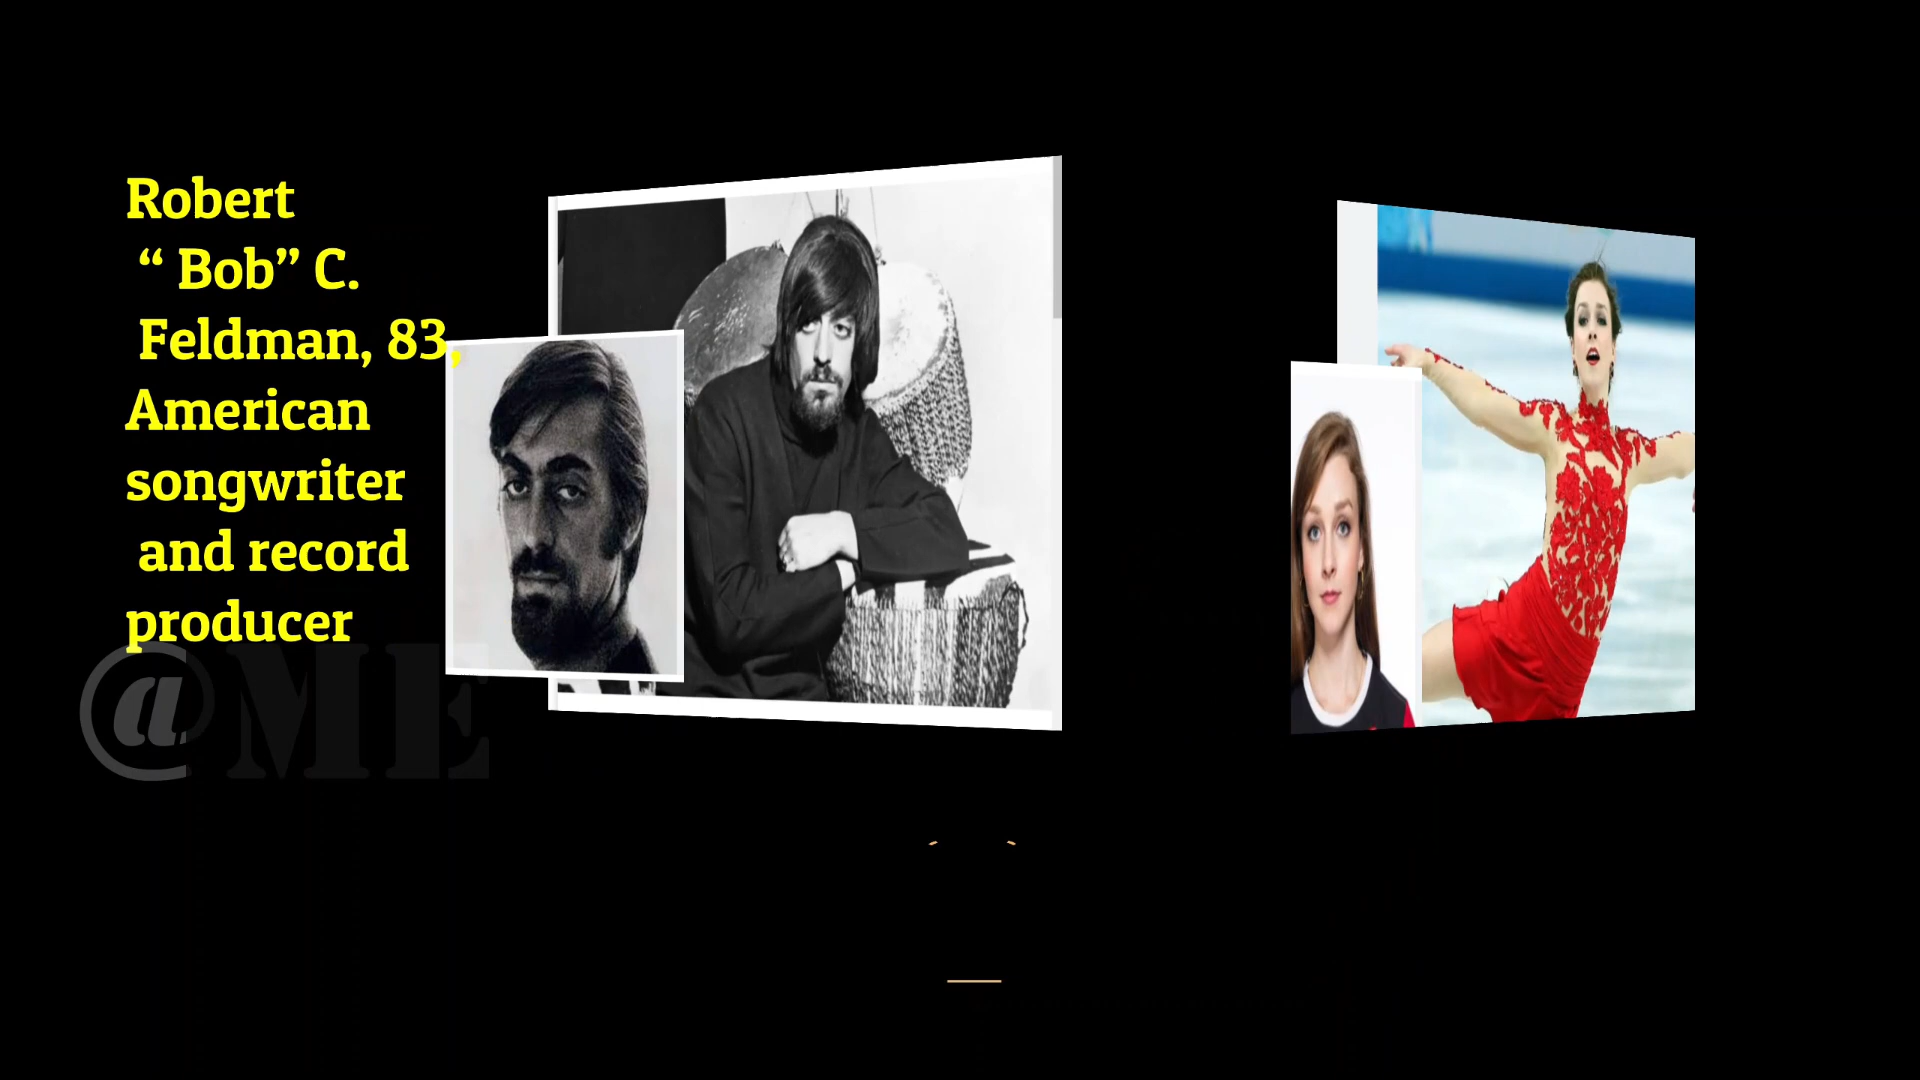 Robert
“ Bob” C.
Feldman, 83,
American
songwriter
and record
producer
@ME